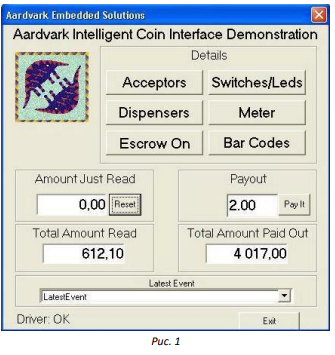 Aardvark Embedded Solutions
Aardvark Intelligent Coin Interface Demonstration
Details
Acceptors Switches/Leds
Dispensers Meter
Escrow On Bar Codes
Amount Just Read Payout
0,00 Reset 2.00 Pay It
Total Amount Read Total Amount Paid Out
612,10 4 017,00
Latest Event
LatestEvent
Driver: OK Exit
Рис. 1